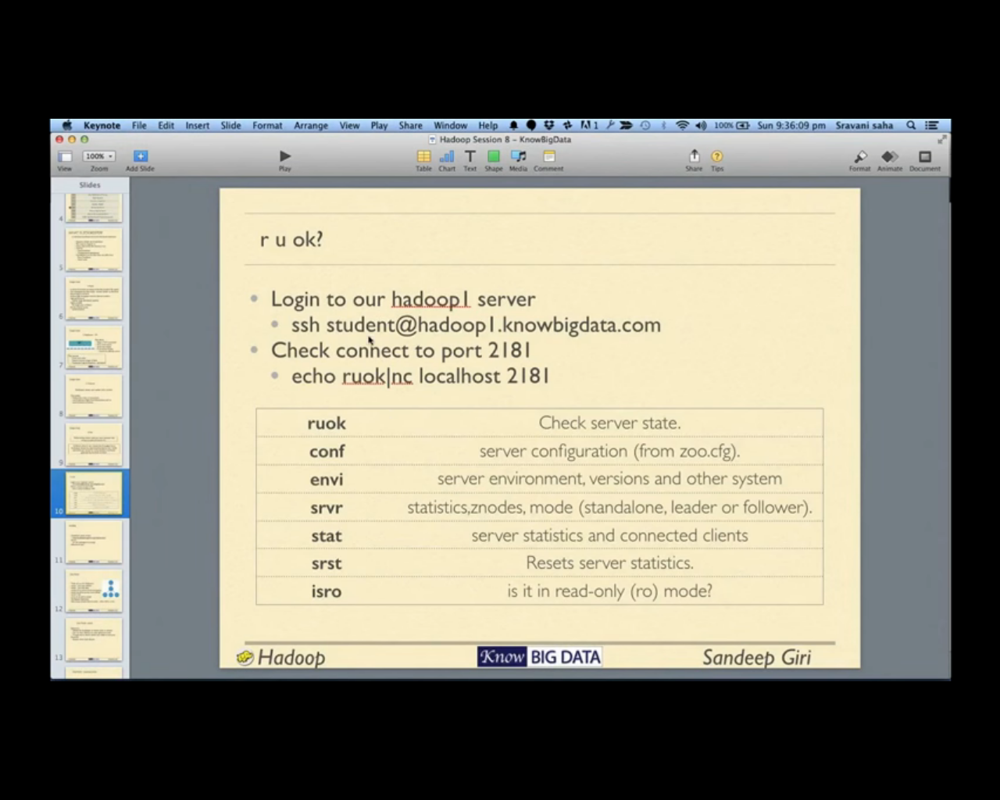 Keynote File Edit Insert Slide Format Arrange View Play Share Window Help 1 100% Sun 9:36:09 pm Sravani saha
Hadoop Session 8 – KnowBigData
100%
View Zoom Add Slide Play Table Chart Text Shape Media Comment Share Tips Format Animate Document
Slides
4
5
6
7
8
9
10
11
12
13
r u ok?
Login to our hadoop1 server
ssh student@hadoop1.knowbigdata.com
Check connect to port 2181
echo ruok|nc localhost 2181
ruok Check server state.
conf server configuration (from zoo.cfg).
envi server environment, versions and other system
srvr statistics,znodes, mode (standalone, leader or follower).
stat server statistics and connected clients
srst Resets server statistics.
isro is it in read-only (ro) mode?
Hadoop Know BIG DATA Sandeep Giri